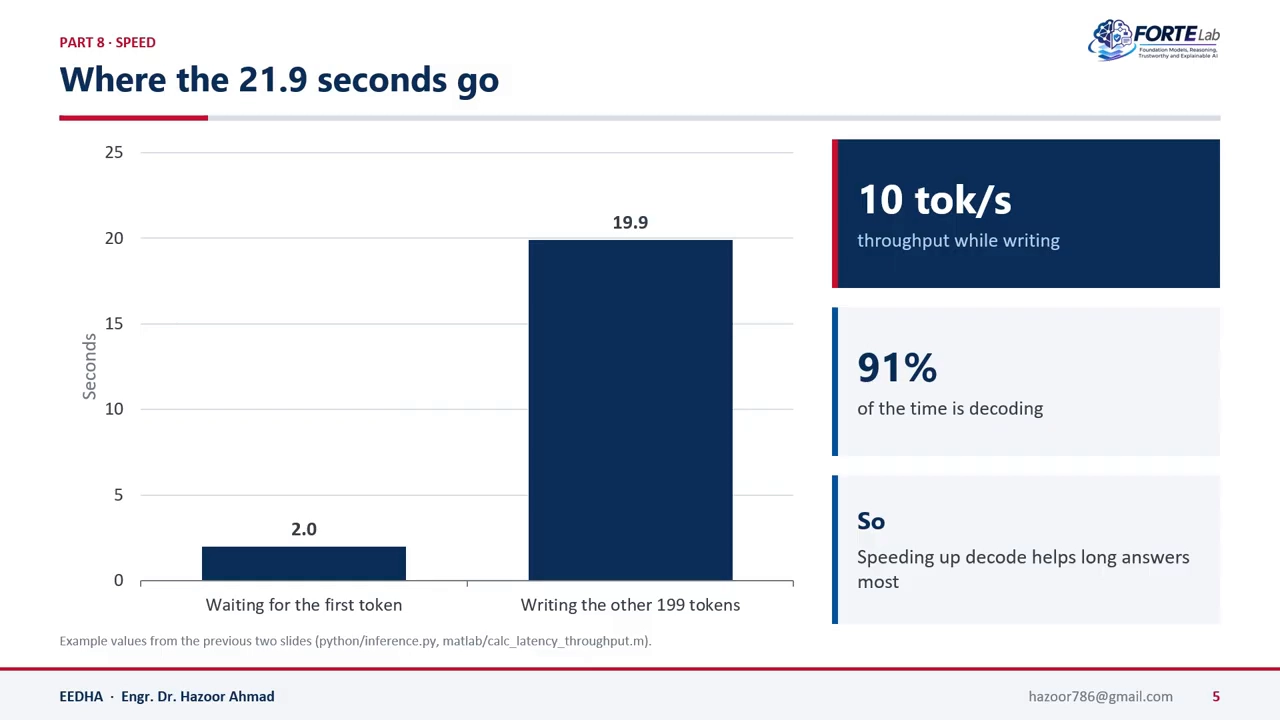 PART 8 · SPEED
Where the 21.9 seconds go
FORTE Lab
Foundation Models, Reasoning,
Trustworthy and Explainable AI
25
20
15
10
5
0
Seconds
2.0
19.9
Waiting for the first token
Writing the other 199 tokens
10 tok/s
throughput while writing
91%
of the time is decoding
So
Speeding up decode helps long answers
most
Example values from the previous two slides (python/inference.py, matlab/calc_latency_throughput.m).
EEDHA · Engr. Dr. Hazoor Ahmad
hazoor786@gmail.com
5